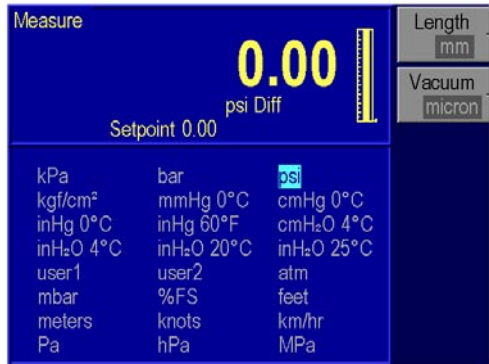 Measure
0.00
psi Diff
Setpoint 0.00
Length
mm
Vacuum
micron
kPa bar psi
kgf/cm² mmHg 0°C cmHg 0°C
inHg 0°C inHg 60°F cmH₂O 4°C
inH₂O 4°C inH₂O 20°C inH₂O 25°C
user1 user2 atm
mbar %FS feet
meters knots km/hr
Pa hPa MPa